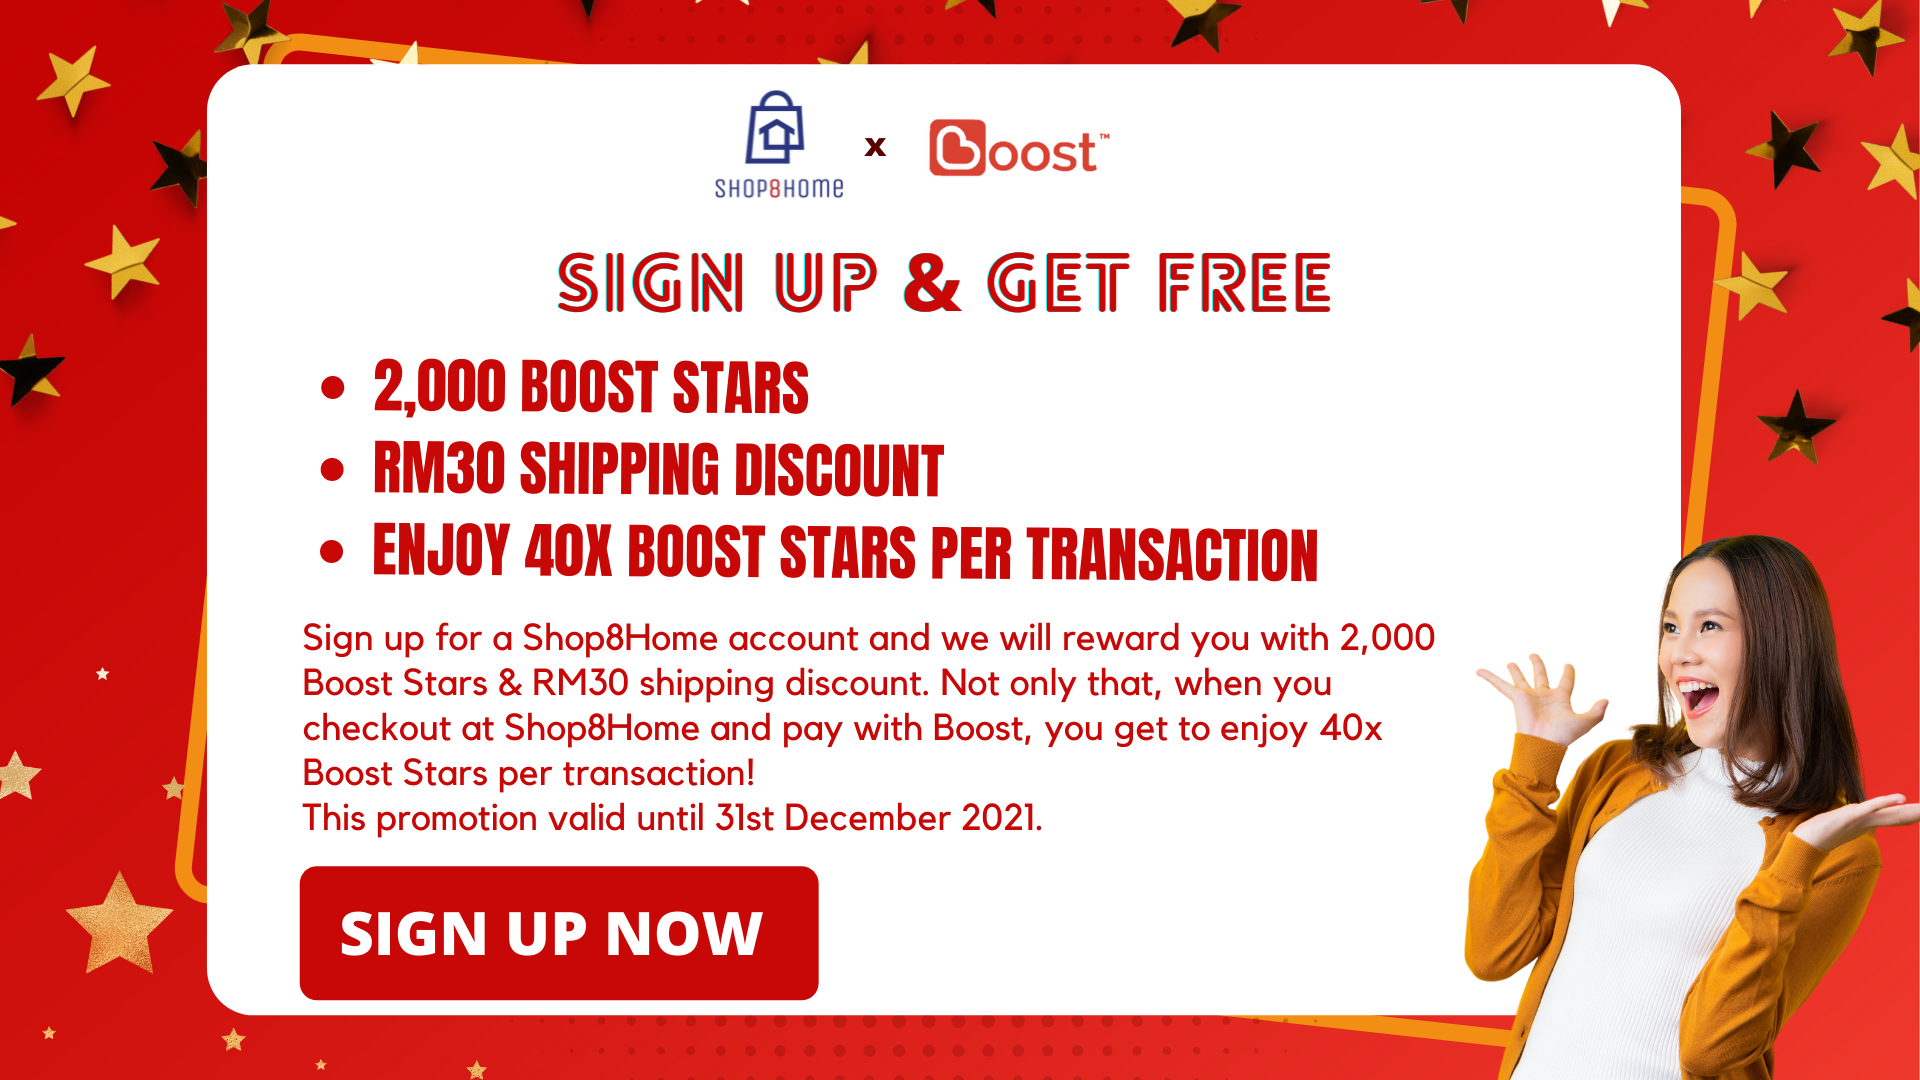 SHOP8HOME x Boost™
SIGN UP & GET FREE
• 2,000 BOOST STARS
• RM30 SHIPPING DISCOUNT
• ENJOY 40X BOOST STARS PER TRANSACTION
Sign up for a Shop8Home account and we will reward you with 2,000
Boost Stars & RM30 shipping discount. Not only that, when you
checkout at Shop8Home and pay with Boost, you get to enjoy 40x
Boost Stars per transaction!
This promotion valid until 31st December 2021.
SIGN UP NOW